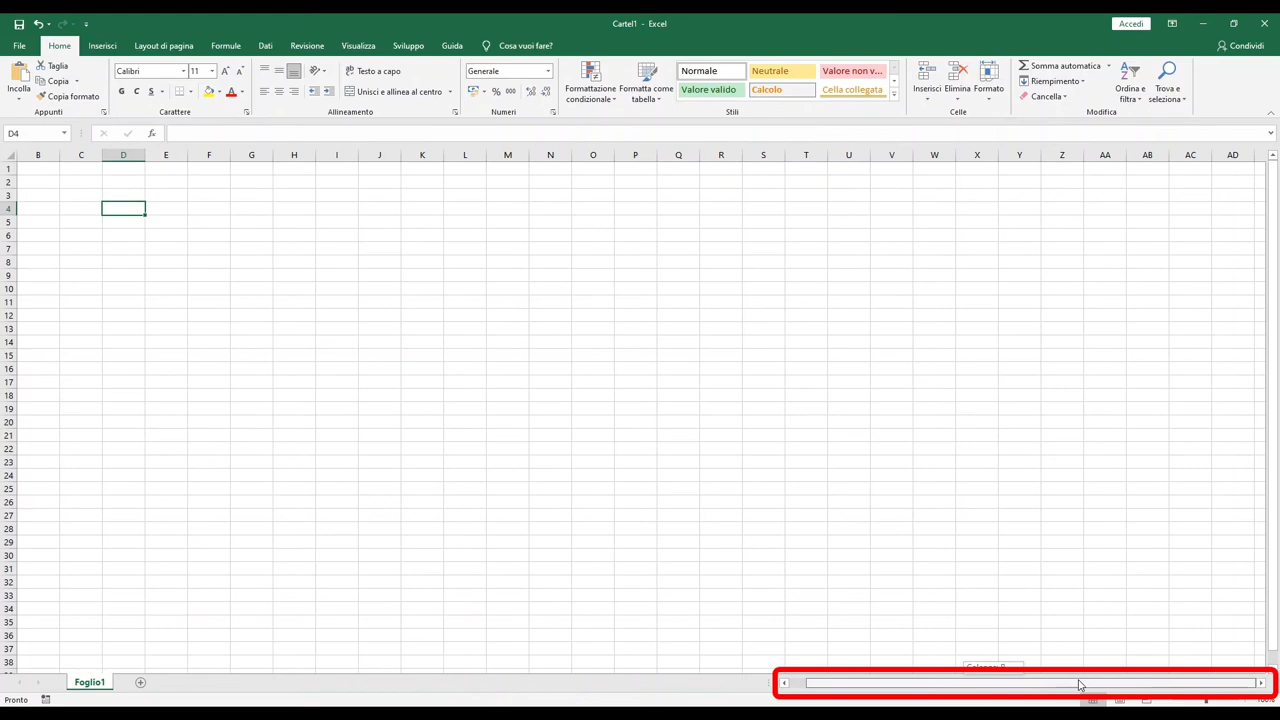 Cartel1 - Excel
Accedi
File Home Inserisci Layout di pagina Formule Dati Revisione Visualizza Sviluppo Guida Cosa vuoi fare? Condividi
Incolla
Taglia
Copia
Copia formato
Appunti
Calibri 11
G C S A
Carattere
Testo a capo
Unisci e allinea al centro
Allineamento
Generale
% 000
Numeri
Formattazione condizionale
Formatta come tabella
Normale Neutrale Valore non v...
Valore valido Calcolo Cella collegata
Stili
Inserisci Elimina Formato
Celle
Somma automatica
Riempimento
Cancella
Ordina e filtra
Trova e seleziona
Modifica
D4 fx
B C D E F G H I J K L M N O P Q R S T U V W X Y Z AA AB AC AD
1
2
3
4
5
6
7
8
9
10
11
12
13
14
15
16
17
18
19
20
21
22
23
24
25
26
27
28
29
30
31
32
33
34
35
36
37
38
Foglio1
Pronto